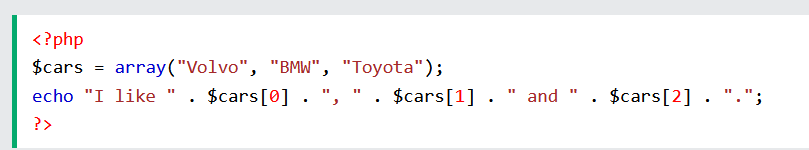 <?php
$cars = array("Volvo", "BMW", "Toyota");
echo "I like " . $cars[0] . ", " . $cars[1] . " and " . $cars[2] . ".";
?>